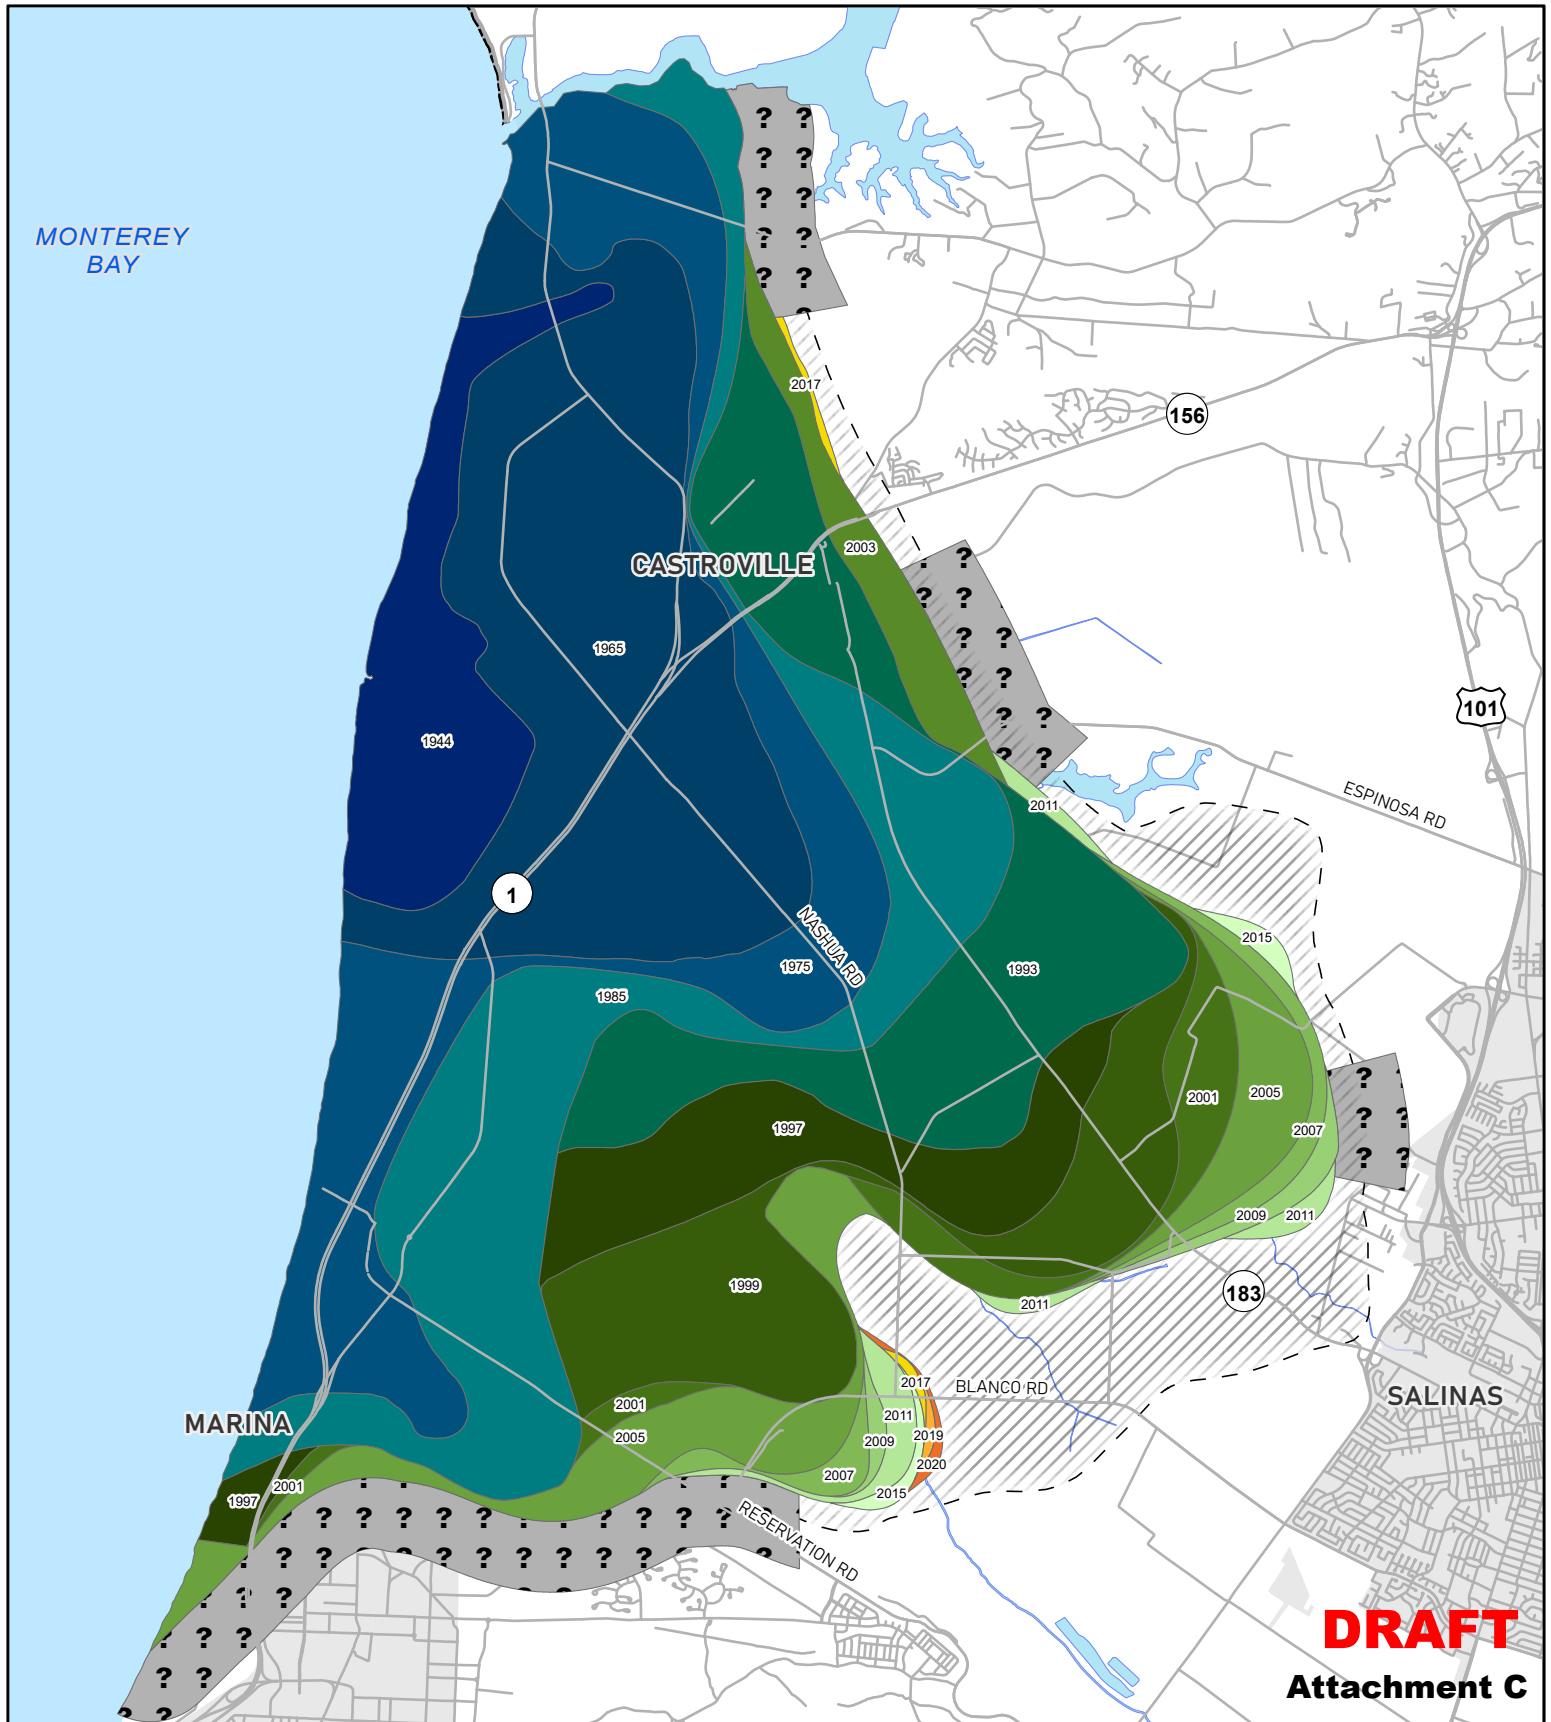 MONTEREY
BAY
2017
156
2003
CASTROVILLE
1965
101
1944
2011
ESPINOSA RD
1
NASHUA RD
2015
1975
1993
1985
2001
2005
1997
2007
2009
2011
1999
2011
183
2017
BLANCO RD
SALINAS
2001
2011
MARINA
2005
2009
2019
2020
2007
2001
2015
1997
RESERVATION RD
DRAFT
Attachment C